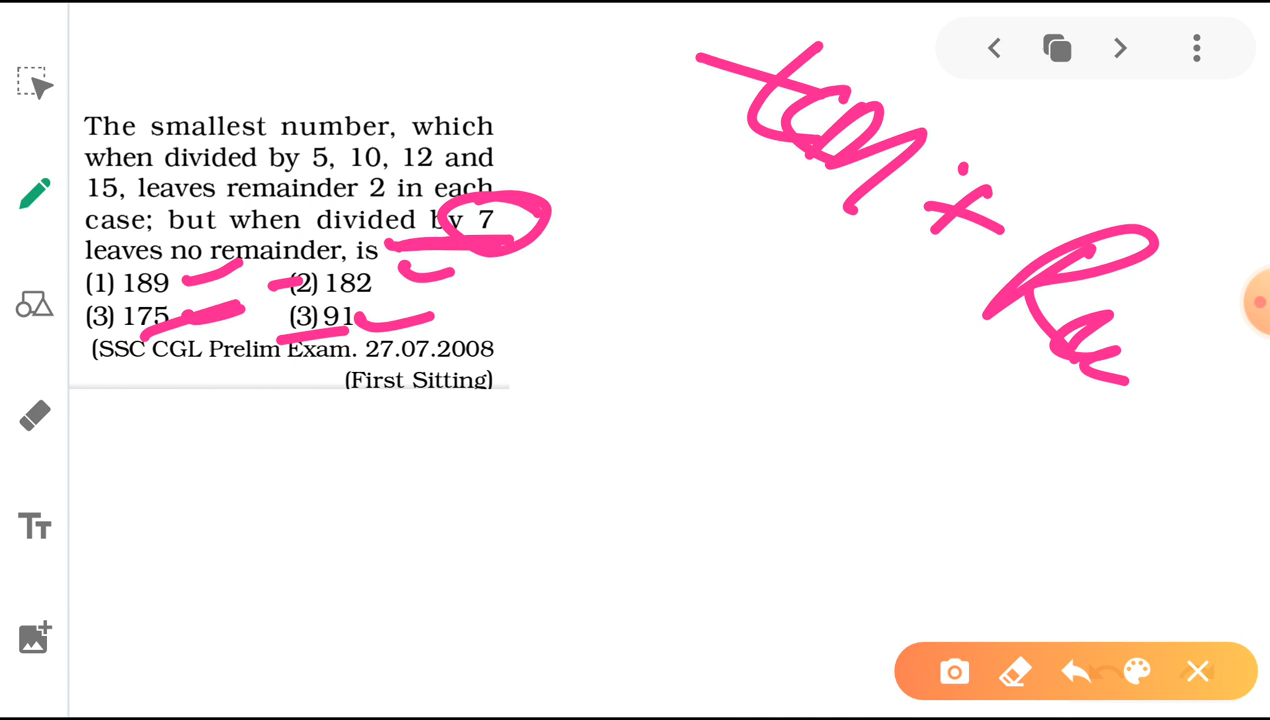 The smallest number, which
when divided by 5, 10, 12 and
15, leaves remainder 2 in each
case; but when divided by 7
leaves no remainder, is
(1) 189 (2) 182
(3) 175 (3) 91
(SSC CGL Prelim Exam. 27.07.2008
(First Sitting)
TT